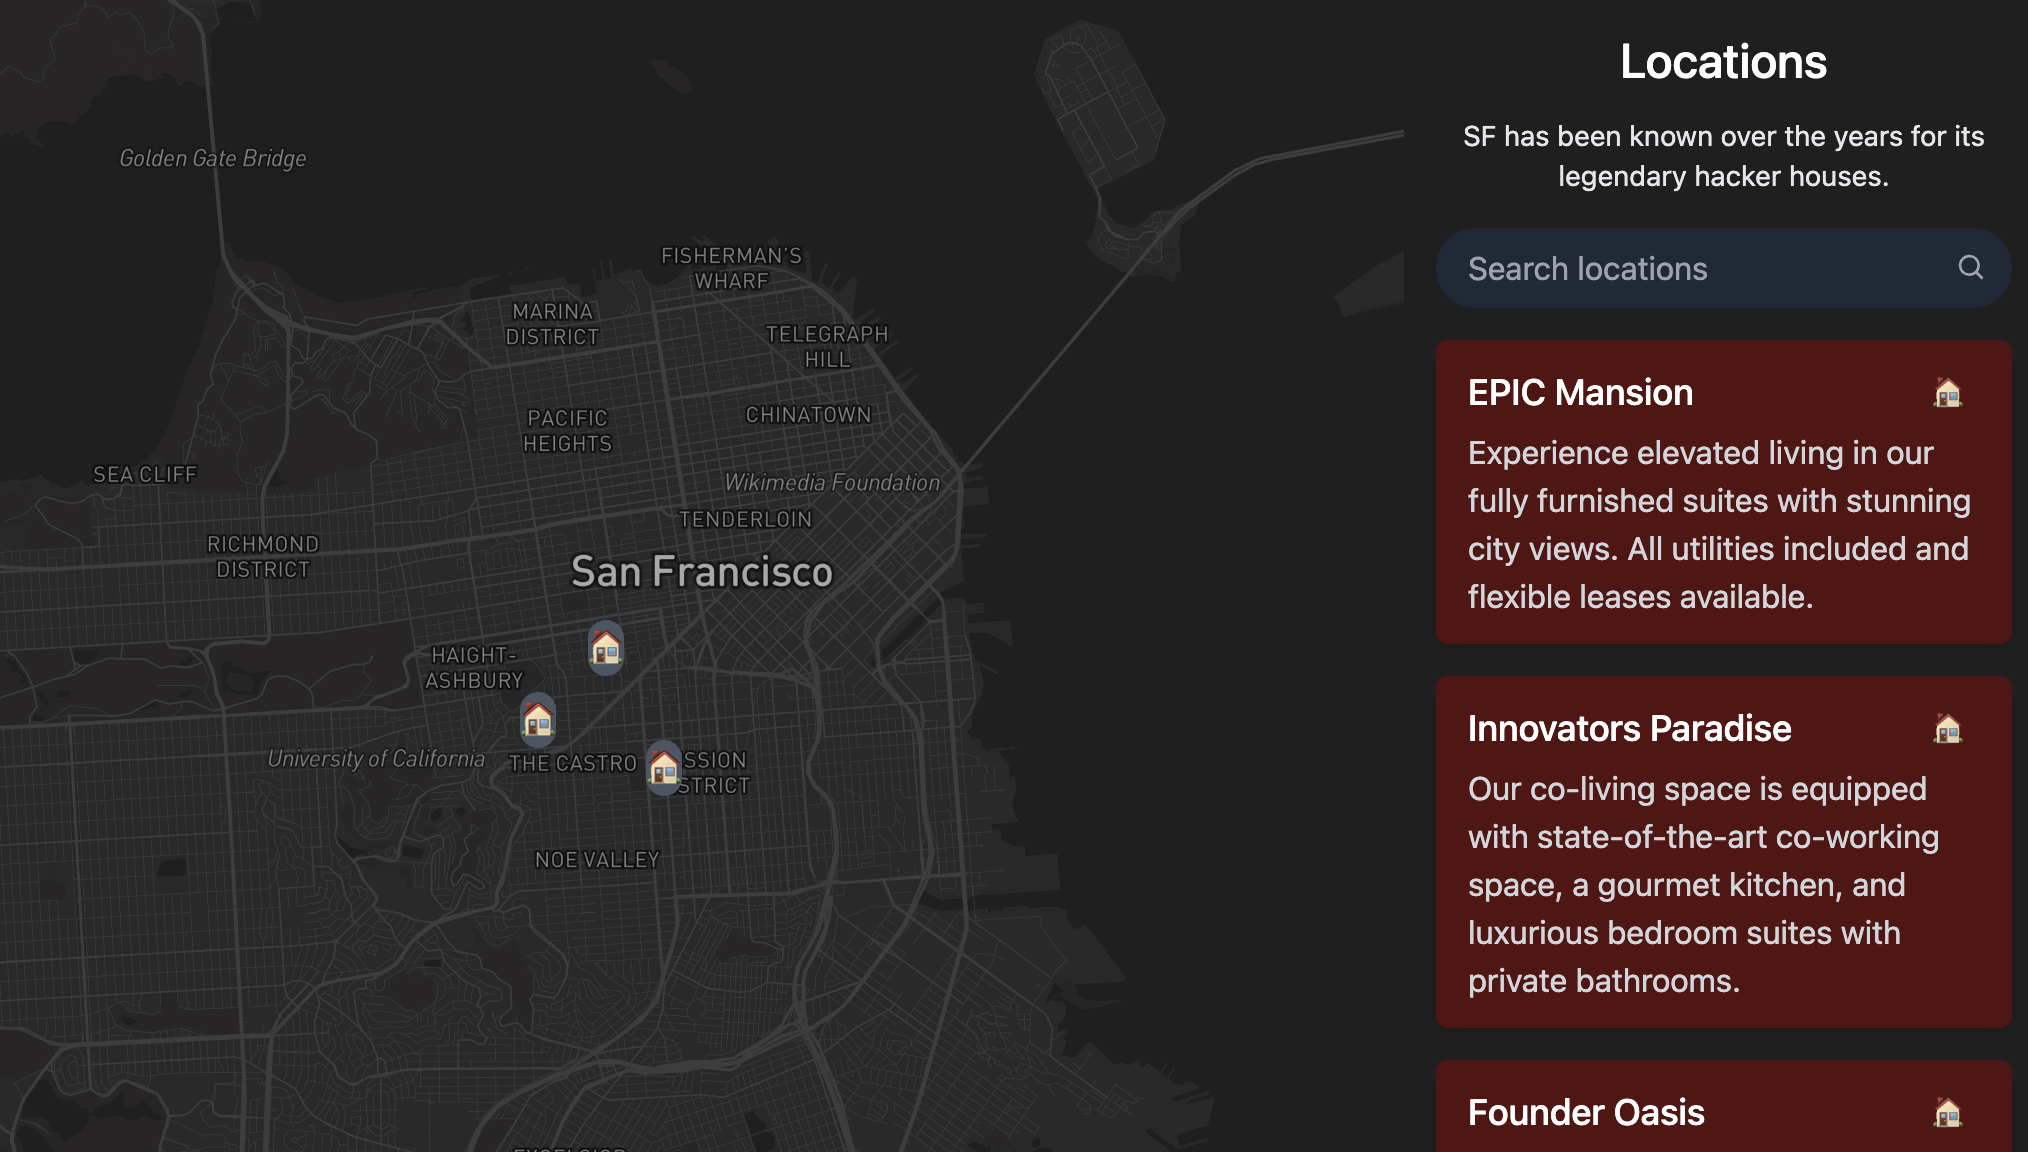 Golden Gate Bridge
FISHERMAN'S
WHARF
MARINA
DISTRICT
TELEGRAPH
HILL
PACIFIC
HEIGHTS
CHINATOWN
SEA CLIFF
Wikimedia Foundation
TENDERLOIN
RICHMOND
DISTRICT
San Francisco
HAIGHT-
ASHBURY
University of California
THE CASTRO
SSION
STRICT
NOE VALLEY
EXCELSIOR
Locations
SF has been known over the years for its
legendary hacker houses.
Search locations
EPIC Mansion
Experience elevated living in our
fully furnished suites with stunning
city views. All utilities included and
flexible leases available.
Innovators Paradise
Our co-living space is equipped
with state-of-the-art co-working
space, a gourmet kitchen, and
luxurious bedroom suites with
private bathrooms.
Founder Oasis